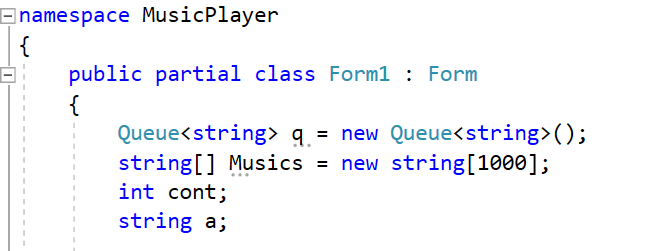 namespace MusicPlayer
{
public partial class Form1 : Form
{
Queue<string> q = new Queue<string>();
string[] Musics = new string[1000];
int cont;
string a;